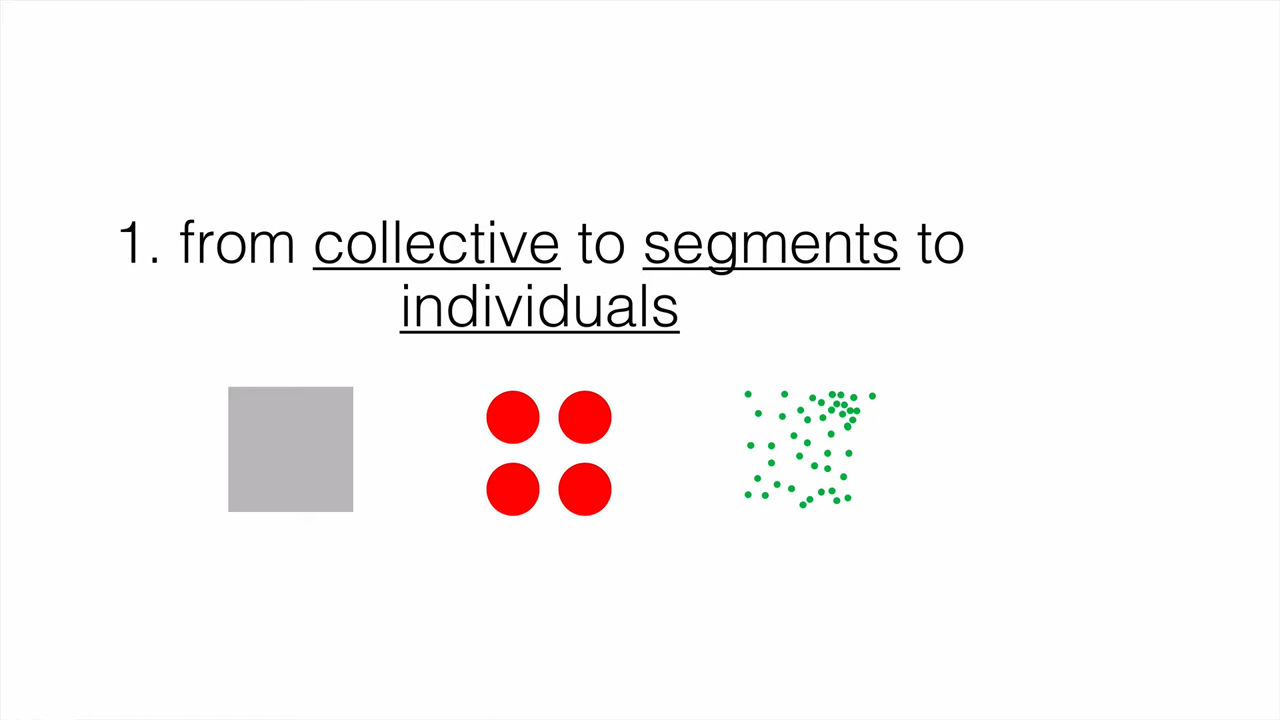 1. from collective to segments to
individuals